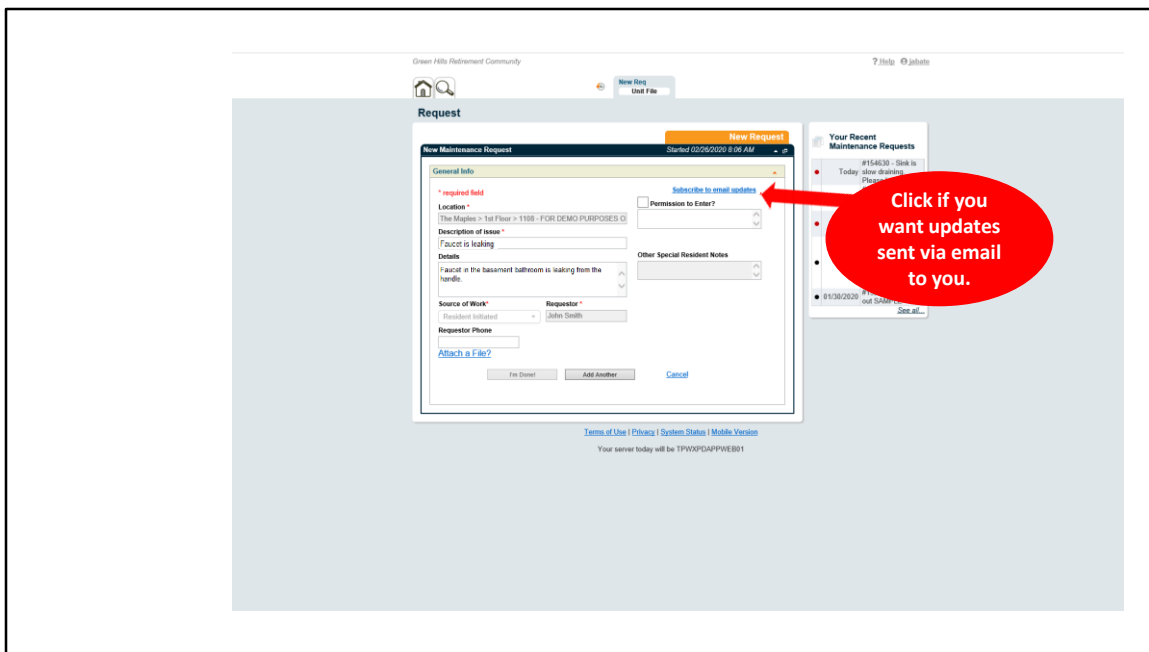 Green Hills Retirement Community
? Help jabate
New Req
Unit File
Request
New Request
New Maintenance Request Started 02/26/2020 8:06 AM
General Info
* required field
Subscribe to email updates
Location *
The Maples > 1st Floor > 1108 - FOR DEMO PURPOSES O
Permission to Enter?
Description of issue *
Faucet is leaking
Details
Faucet in the basement bathroom is leaking from the
handle.
Other Special Resident Notes
Source of Work* Requestor *
Resident Initiated John Smith
Requestor Phone
Attach a File?
I'm Done! Add Another Cancel
Your Recent
Maintenance Requests
#154630 - Sink is
Today slow draining.
01/30/2020
See all...
Click if you
want updates
sent via email
to you.
Terms of Use | Privacy | System Status | Mobile Version
Your server today will be TPWXPDAPPWEB01